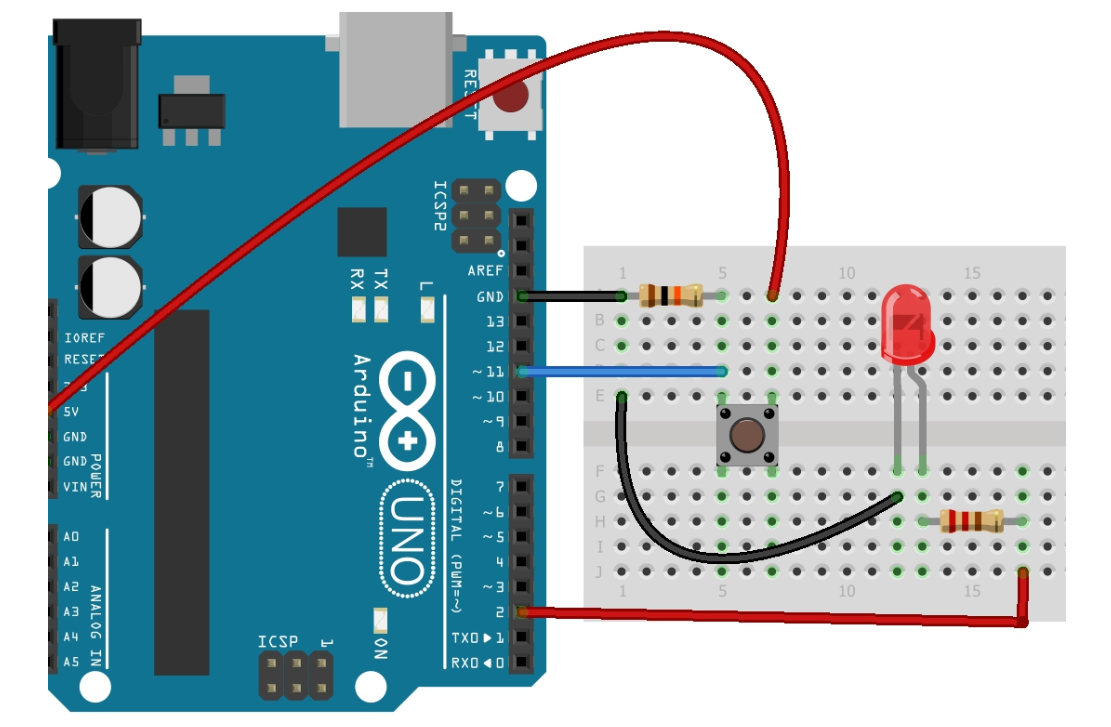 RESET
ICSP2
AREF
GND
13
12
~11
~10
~9
8
RX
TX
L
IOREF
RESET
5V
GND
GND
VIN
POWER
Arduino™
UNO
7
~6
~5
4
~3
2
TX0▶1
RX0◀0
DIGITAL (PWM=~)
A0
A1
A2
A3
A4
A5
ANALOG IN
ICSP
1
ON
1 5 10 15
A
B
C
E
F
G
H
I
J
1 5 10 15